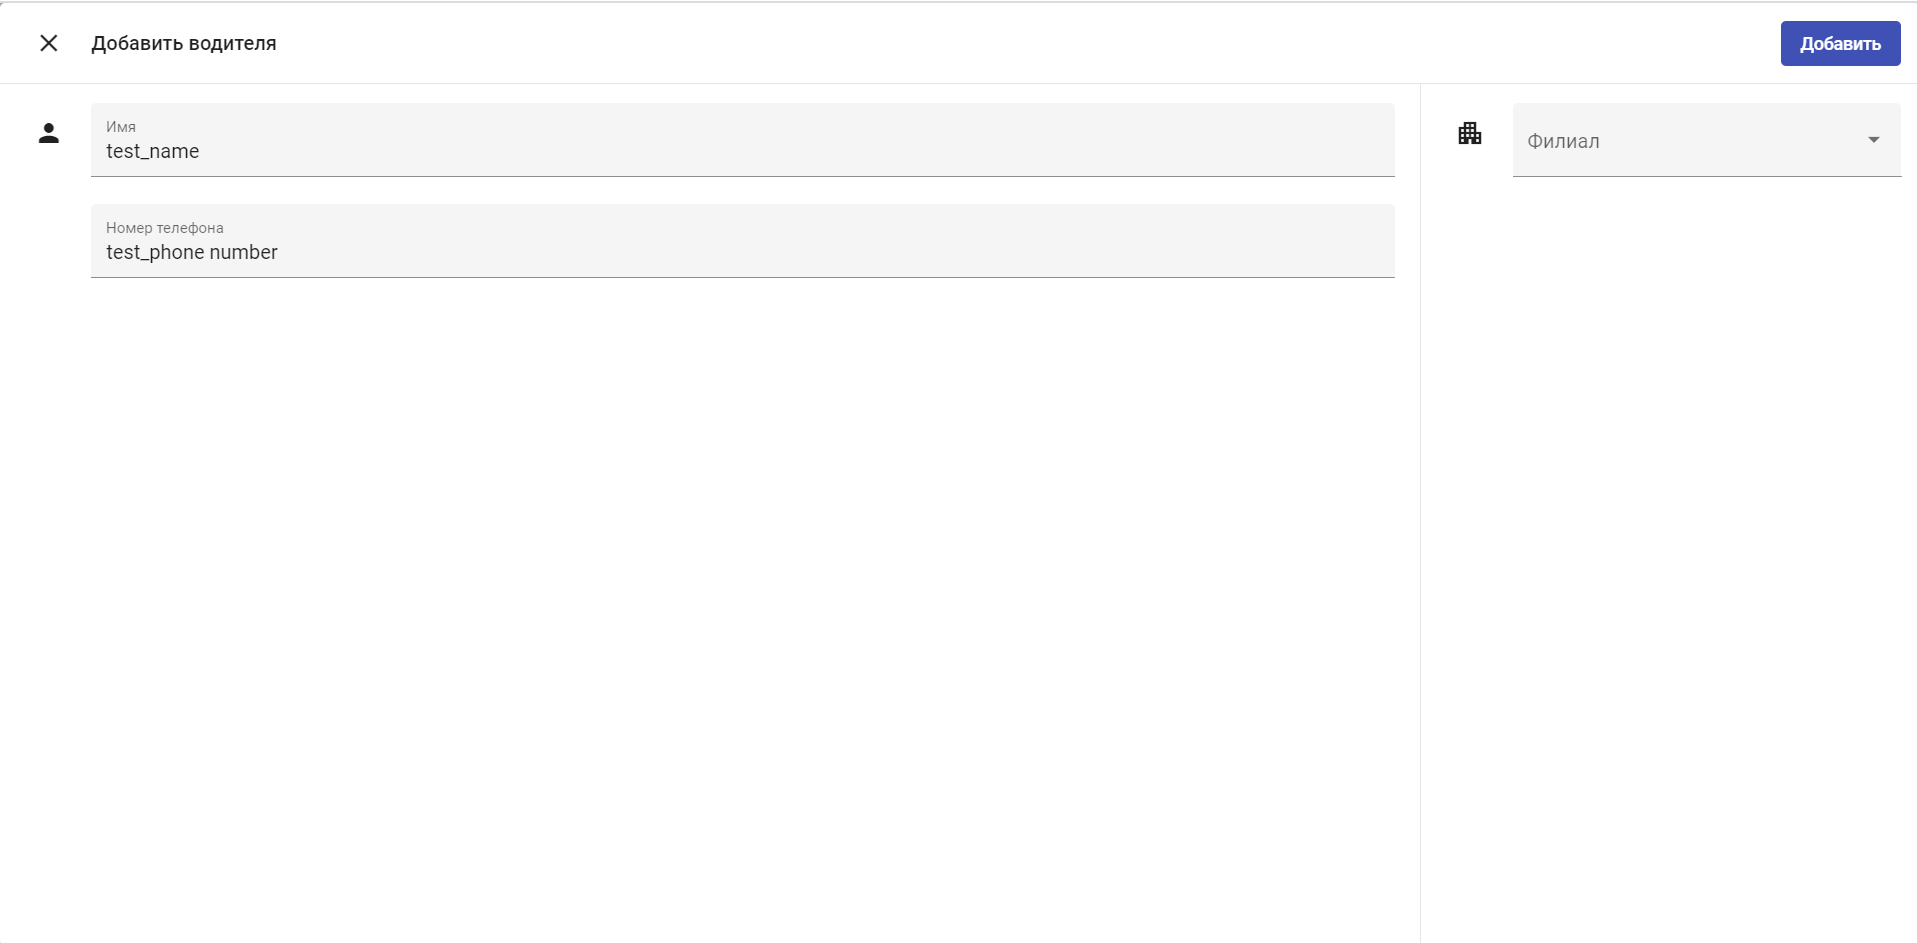 Добавить водителя
Добавить
Имя
test_name
Номер телефона
test_phone number
Филиал